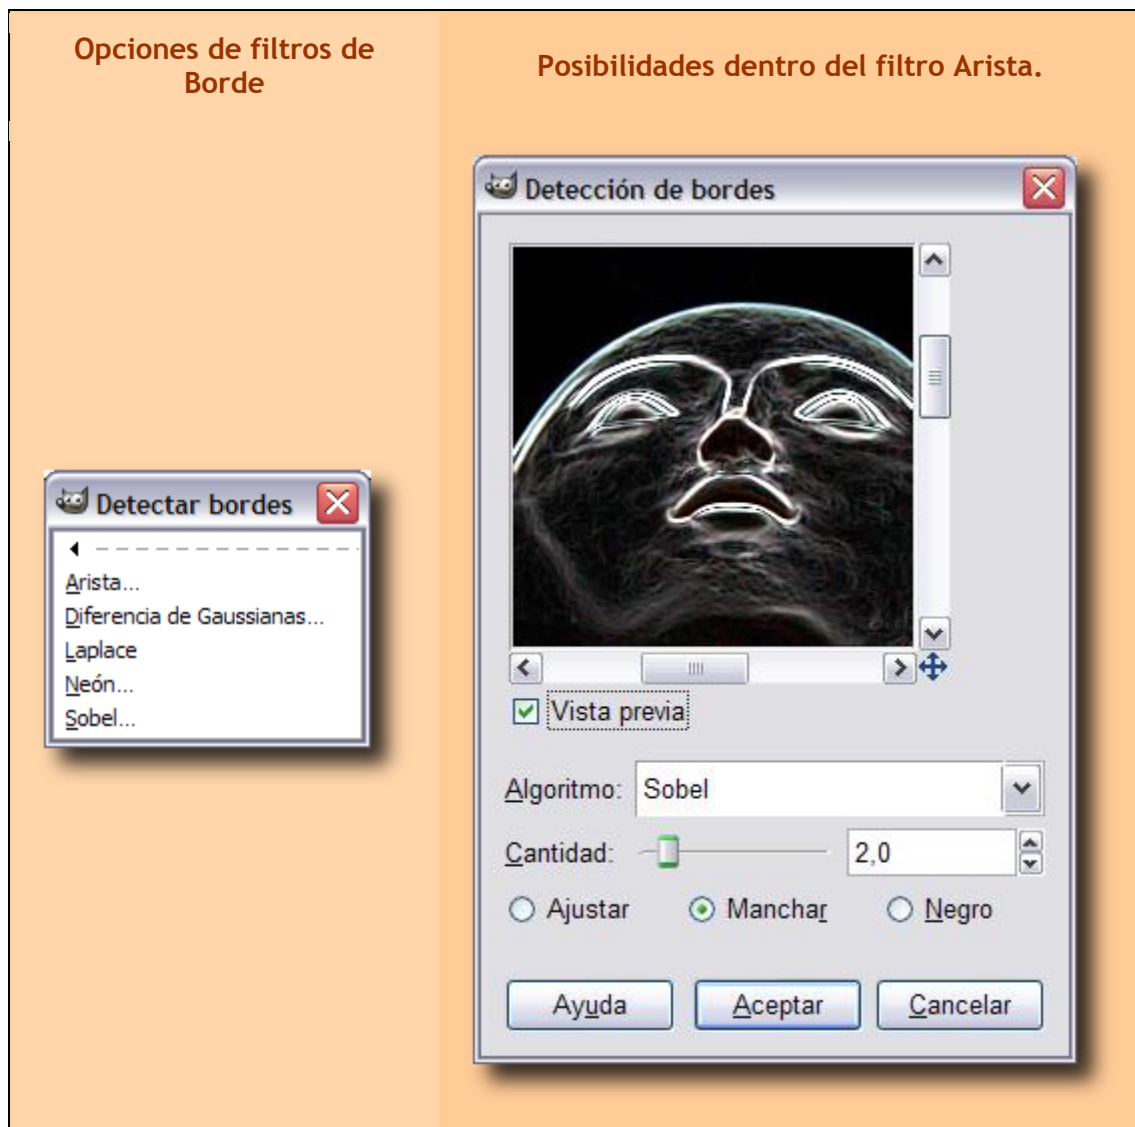 Opciones de filtros de
Borde
Posibilidades dentro del filtro Arista.
Detectar bordes
Arista...
Diferencia de Gaussianas...
Laplace
Neón...
Sobel...
Detección de bordes
Vista previa
Algoritmo: Sobel
Cantidad: 2,0
Ajustar Manchar Negro
Ayuda Aceptar Cancelar